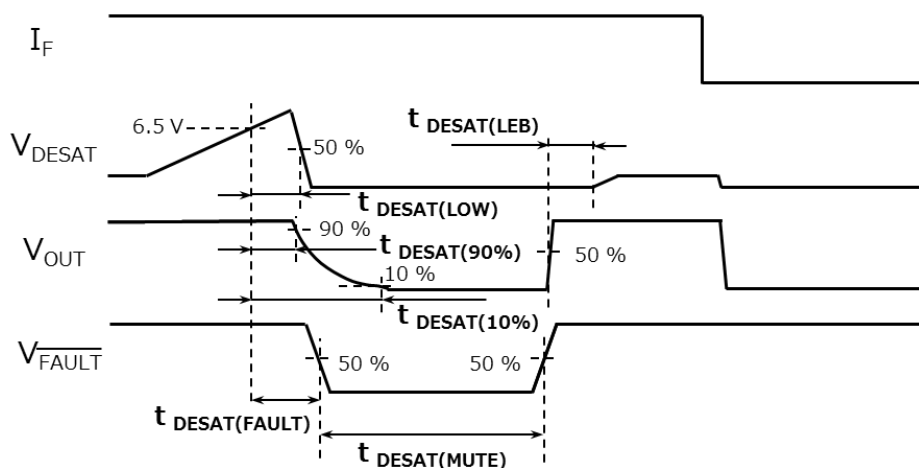 I_F
6.5 V
V_DESAT
50 %
t DESAT(LEB)
t DESAT(LOW)
V_OUT
90 %
t DESAT(90%)
50 %
10 %
t DESAT(10%)
V_FAULT
50 %
50 %
t DESAT(FAULT)
t DESAT(MUTE)